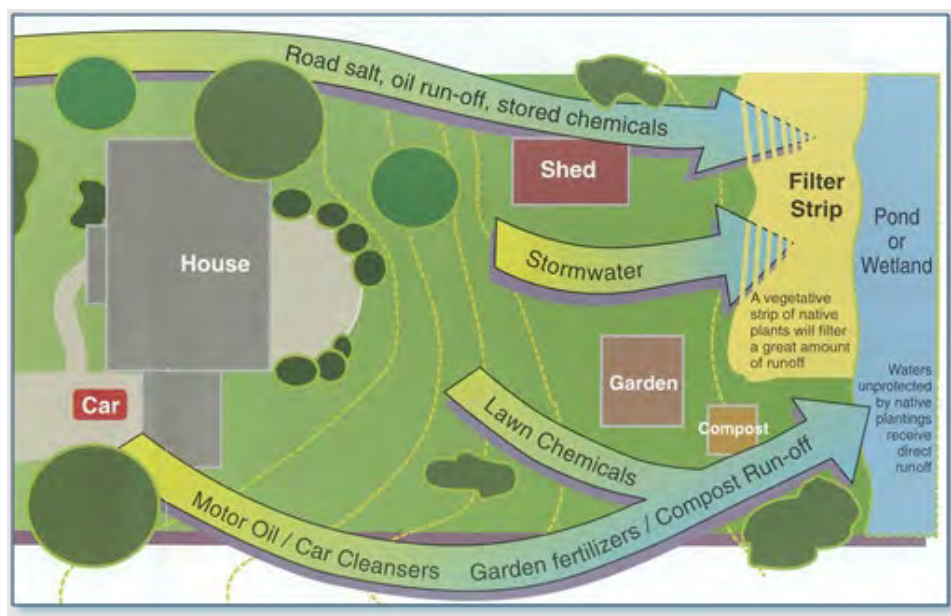 Road salt, oil run-off, stored chemicals
Shed
Filter
Strip
Pond
or
Wetland
House
Stormwater
A vegetative
strip of native
plants will filter
a great amount
of runoff
Waters
unprotected
by native
plantings
receive
direct
runoff
Garden
Car
Compost
Lawn Chemicals
Motor Oil / Car Cleansers
Garden fertilizers / Compost Run-off